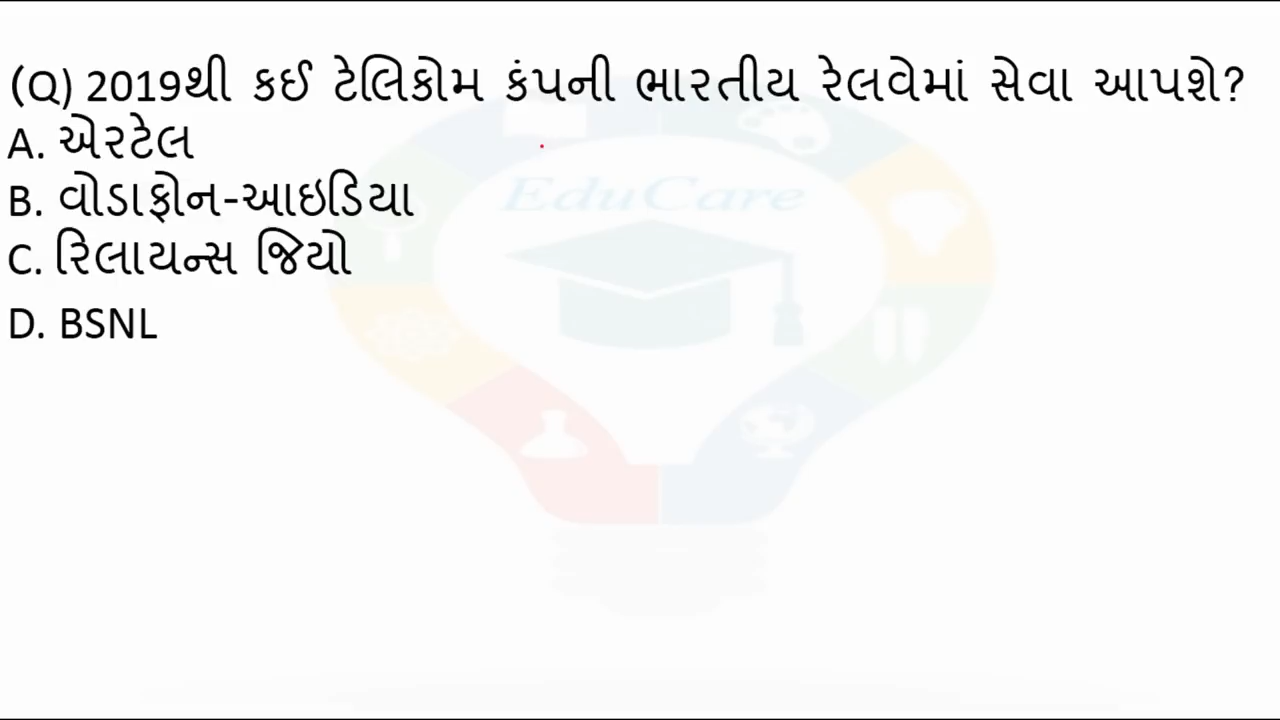 (Q) 2019થી કઈ ટેલિકોમ કંપની ભારતીય રેલવેમાં સેવા આપશે?
A. એરટેલ
B. વોડાફોન-આઇડિયા
C. રિલાયન્સ જિયો
D. BSNL
EduCare